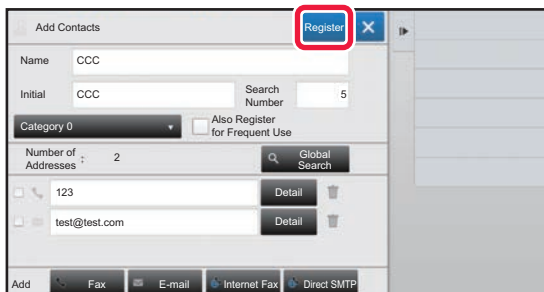 Add Contacts
Register
Name
CCC
Initial
CCC
Search
Number
5
Category 0
Also Register
for Frequent Use
Number of
Addresses :
2
Global
Search
123
Detail
test@test.com
Detail
Add
Fax
E-mail
Internet Fax
Direct SMTP